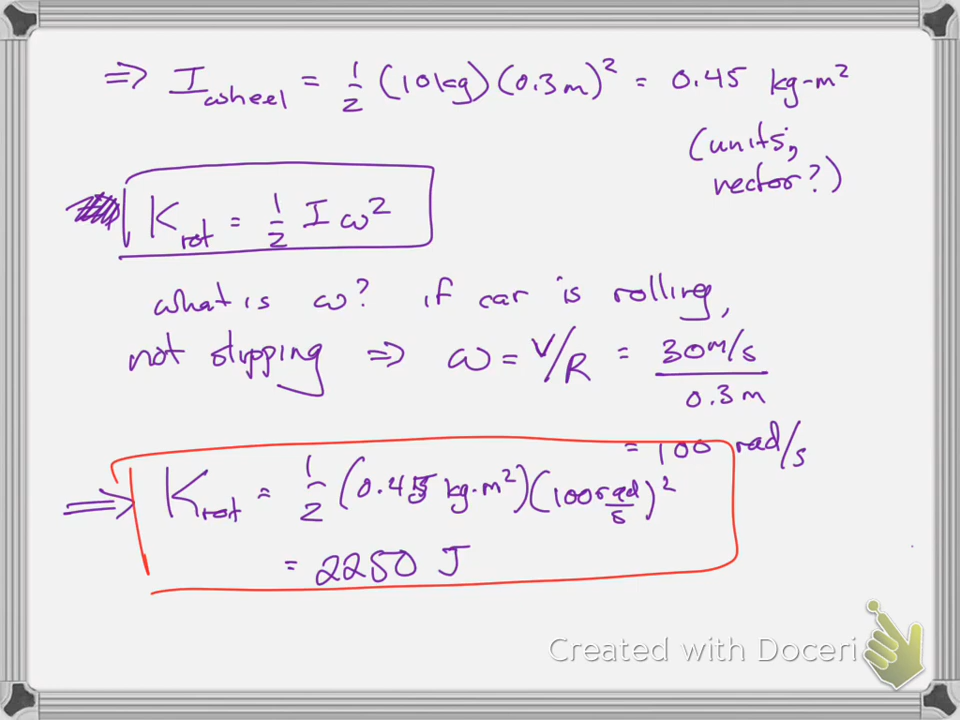 ⇒ I_wheel = 1/2 (10kg)(0.3m)² = 0.45 kg-m²
(units;
vector?)
K_rot = 1/2 I ω²
what is ω? if car is rolling,
not slipping ⇒ ω = V/R = 30m/s / 0.3m
= 100 rad/s
⇒ K_rot = 1/2 (0.45 kg·m²)(100 rad/s)²
= 2250 J
Created with Doceri